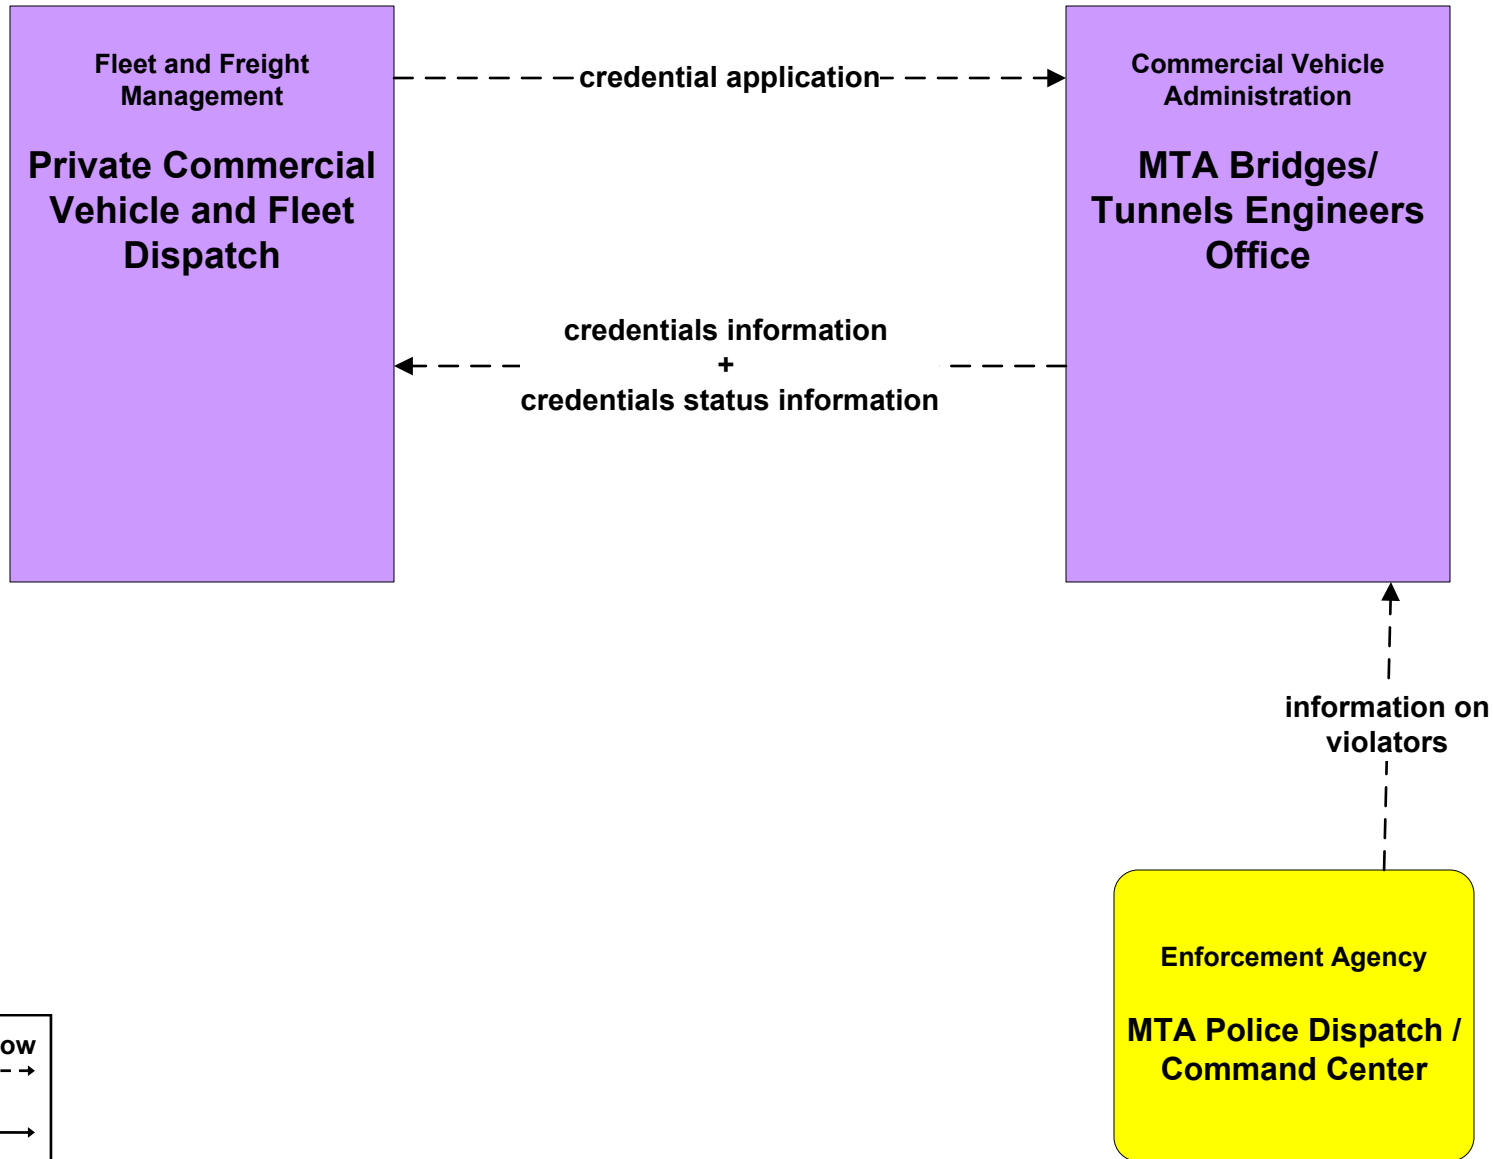 Fleet and Freight
Management
Private Commercial
Vehicle and Fleet
Dispatch
credential application
Commercial Vehicle
Administration
MTA Bridges/
Tunnels Engineers
Office
credentials information
+
credentials status information
information on
violators
Enforcement Agency
MTA Police Dispatch /
Command Center